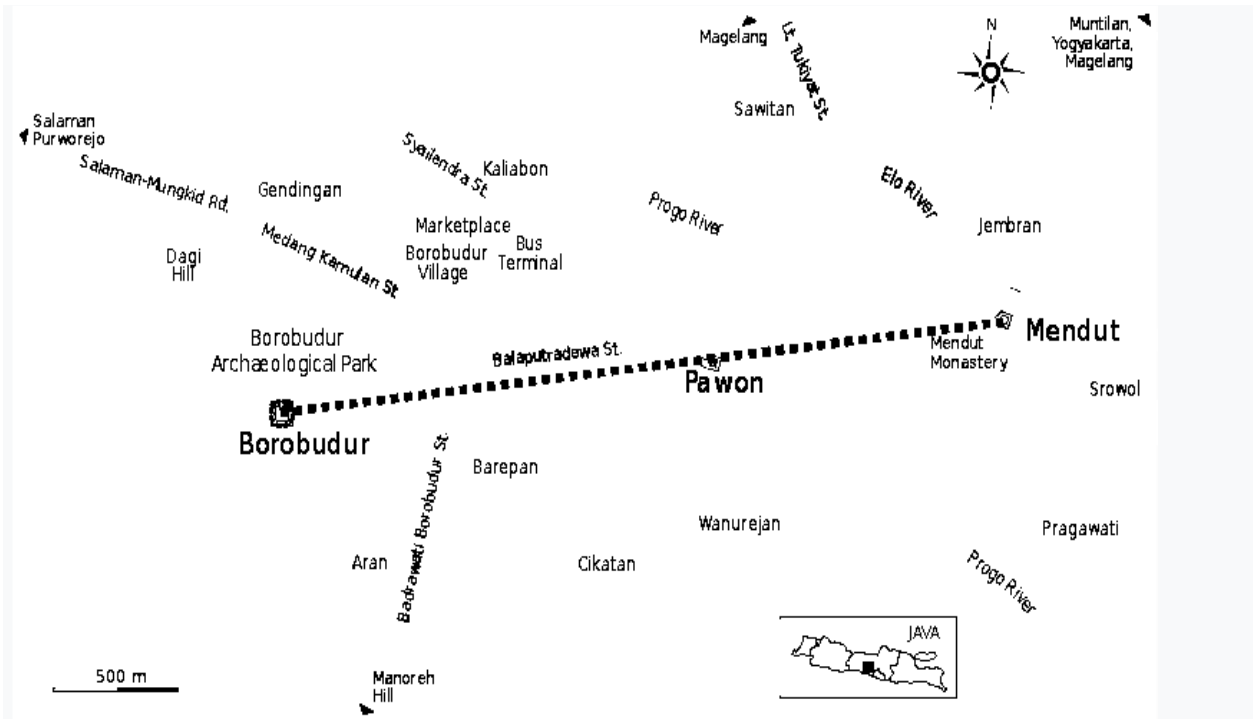 Magelang
Lt. Tukiyat St.
N
Muntilan,
Yogyakarta,
Magelang
Sawitan
Salaman
Purworejo
Salaman-Mungkid Rd.
Syailendra St.
Kaliabon
Gendingan
Progo River
Elo River
Jembran
Marketplace
Medang Kamulan St.
Borobudur
Village
Bus
Terminal
Dagi
Hill
Borobudur
Archæological Park
Balaputradewa St.
Mendut
Mendut
Monastery
Pawon
Srowol
Borobudur
Badrawati Borobudur St.
Barepan
Wanurejan
Pragawati
Aran
Cikatan
Progo River
JAVA
500 m
Manoreh
Hill